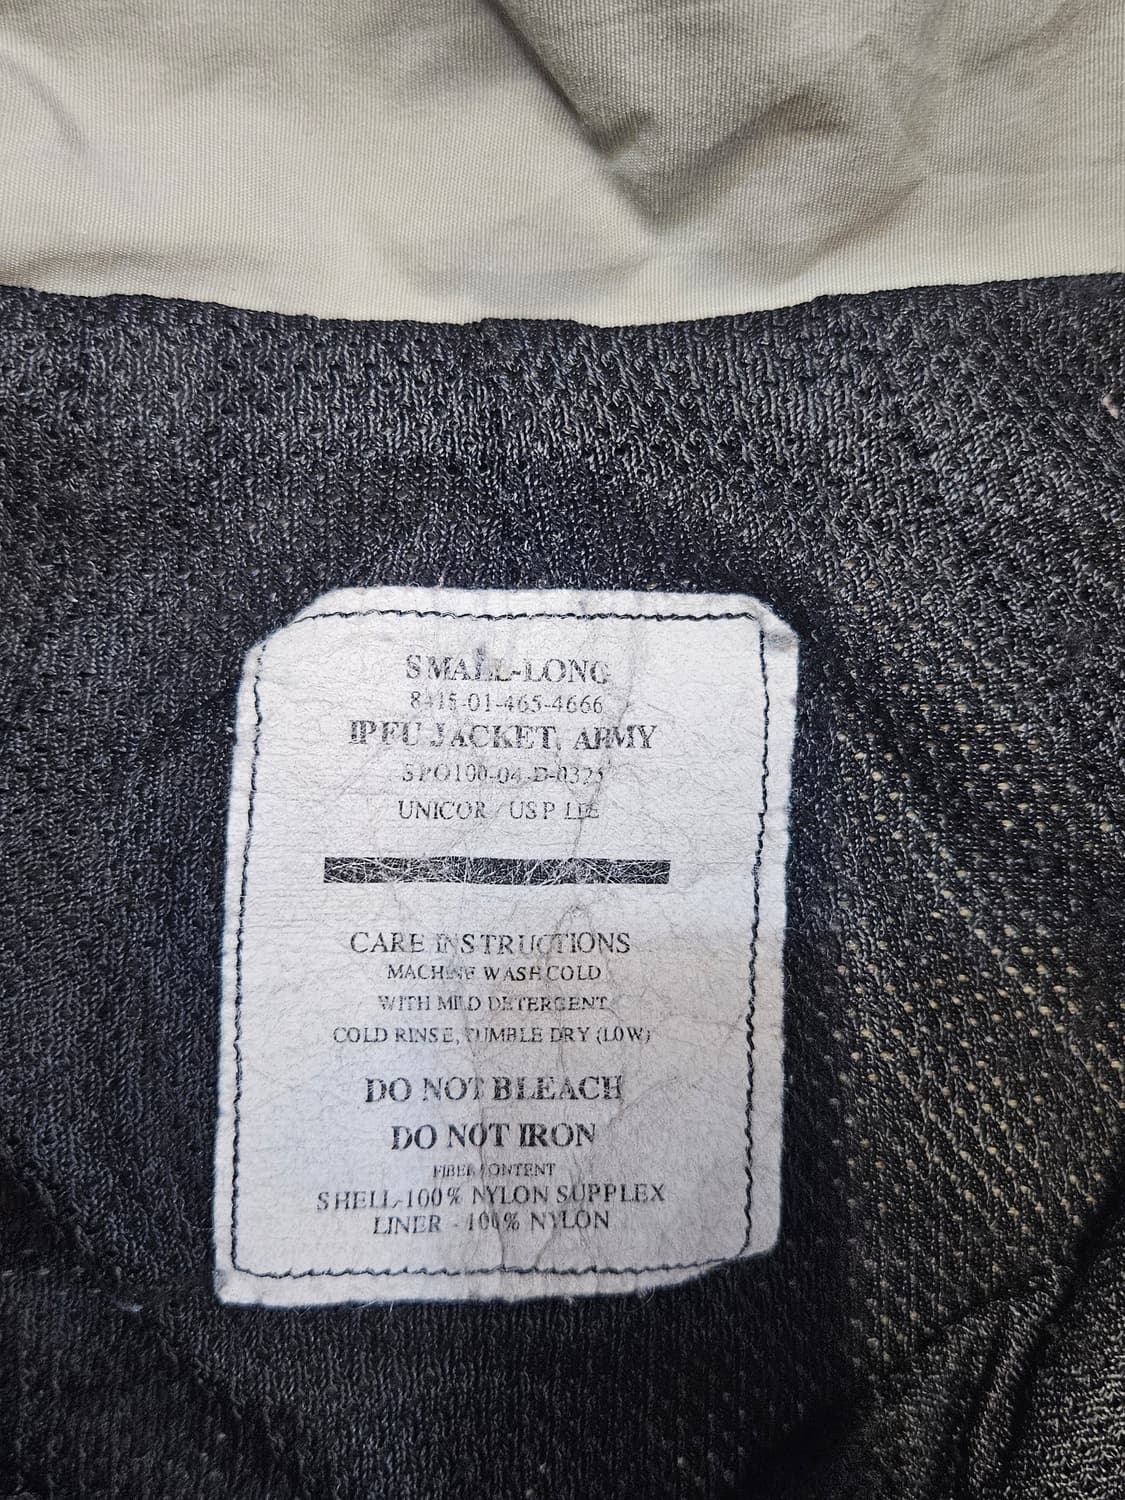 SMALL-LONG
8415-01-465-4666
IPFU JACKET, ARMY
SPO100-04-D-0325
UNICOR / USP LEE
CARE INSTRUCTIONS
MACHINE WASH COLD
WITH MILD DETERGENT
COLD RINSE, TUMBLE DRY (LOW)
DO NOT BLEACH
DO NOT IRON
FIBER CONTENT
SHELL-100% NYLON SUPPLEX
LINER - 100% NYLON